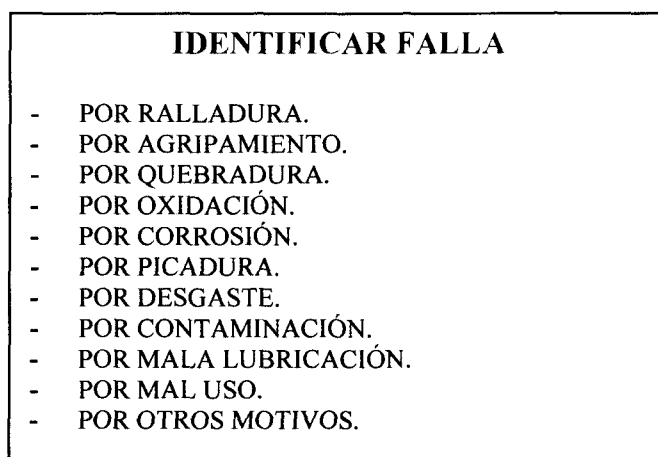 IDENTIFICAR FALLA
- POR RALLADURA.
- POR AGRIPAMIENTO.
- POR QUEBRADURA.
- POR OXIDACIÓN.
- POR CORROSIÓN.
- POR PICADURA.
- POR DESGASTE.
- POR CONTAMINACIÓN.
- POR MALA LUBRICACIÓN.
- POR MAL USO.
- POR OTROS MOTIVOS.